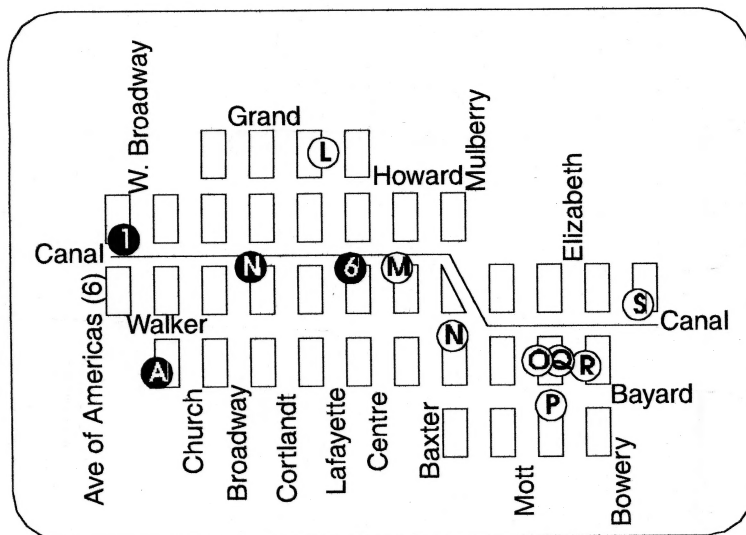 W. Broadway
Grand
L
Howard
Mulberry
Elizabeth
1
Canal
N
6
M
S
Canal
Ave of Americas (6)
Walker
A
N
O
Q
R
P
Bayard
Church
Broadway
Cortlandt
Lafayette
Centre
Baxter
Mott
Bowery